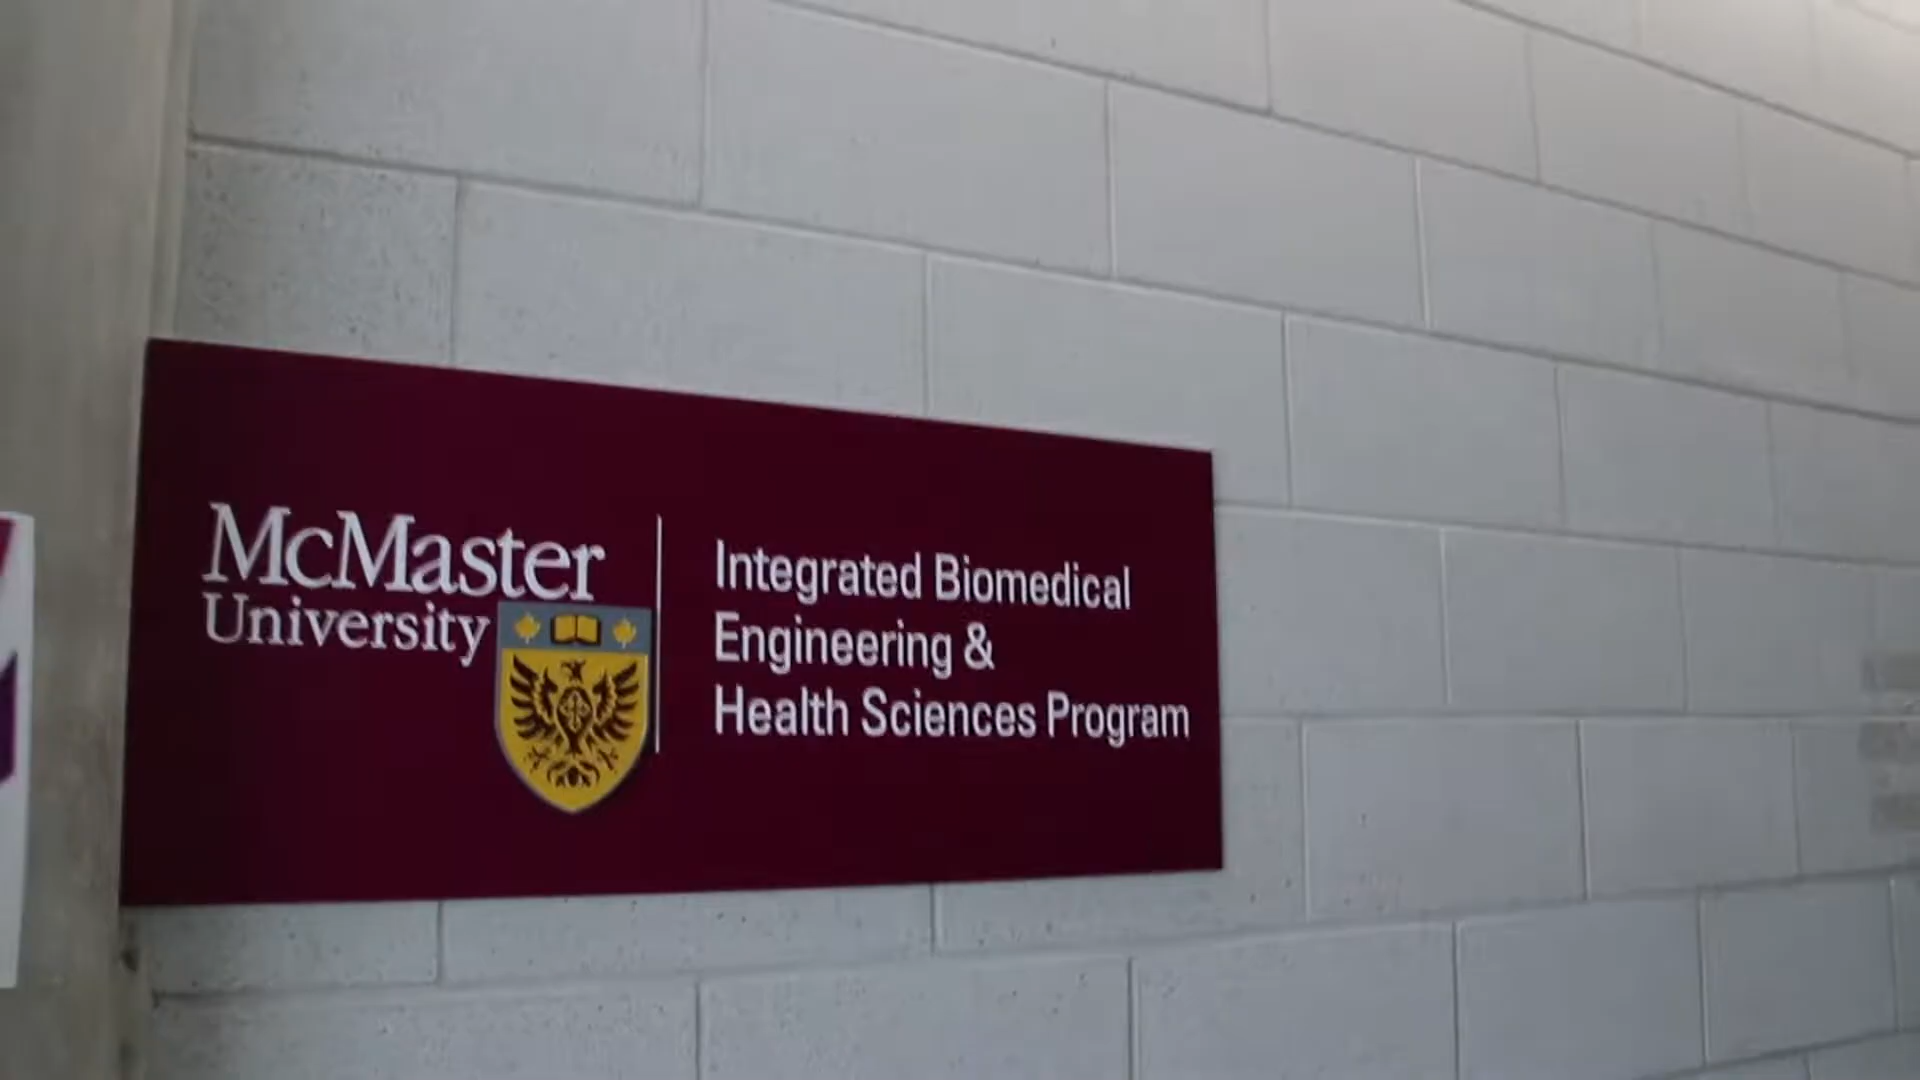 McMaster
University
Integrated Biomedical
Engineering &
Health Sciences Program